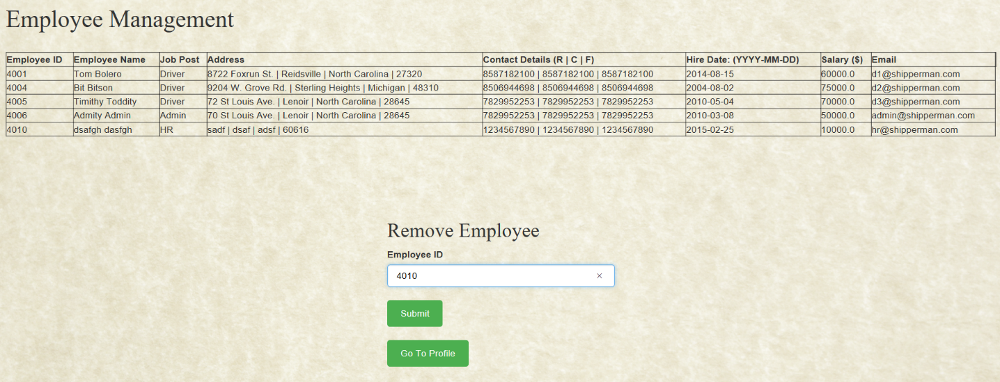 Employee Management
Employee ID Employee Name Job Post Address Contact Details (R | C | F) Hire Date: (YYYY-MM-DD) Salary ($) Email
4001 Tom Bolero Driver 8722 Foxrun St. | Reidsville | North Carolina | 27320 8587182100 | 8587182100 | 8587182100 2014-08-15 60000.0 d1@shipperman.com
4004 Bit Bitson Driver 9204 W. Grove Rd. | Sterling Heights | Michigan | 48310 8506944698 | 8506944698 | 8506944698 2004-08-02 75000.0 d2@shipperman.com
4005 Timithy Toddity Driver 72 St Louis Ave. | Lenoir | North Carolina | 28645 7829952253 | 7829952253 | 7829952253 2010-05-04 70000.0 d3@shipperman.com
4006 Admity Admin Admin 70 St Louis Ave. | Lenoir | North Carolina | 28645 7829952253 | 7829952253 | 7829952253 2010-03-08 50000.0 admin@shipperman.com
4010 dsafgh dasfgh HR sadf | dsaf | adsf | 60616 1234567890 | 1234567890 | 1234567890 2015-02-25 10000.0 hr@shipperman.com
Remove Employee
Employee ID
4010 ×
Submit
Go To Profile